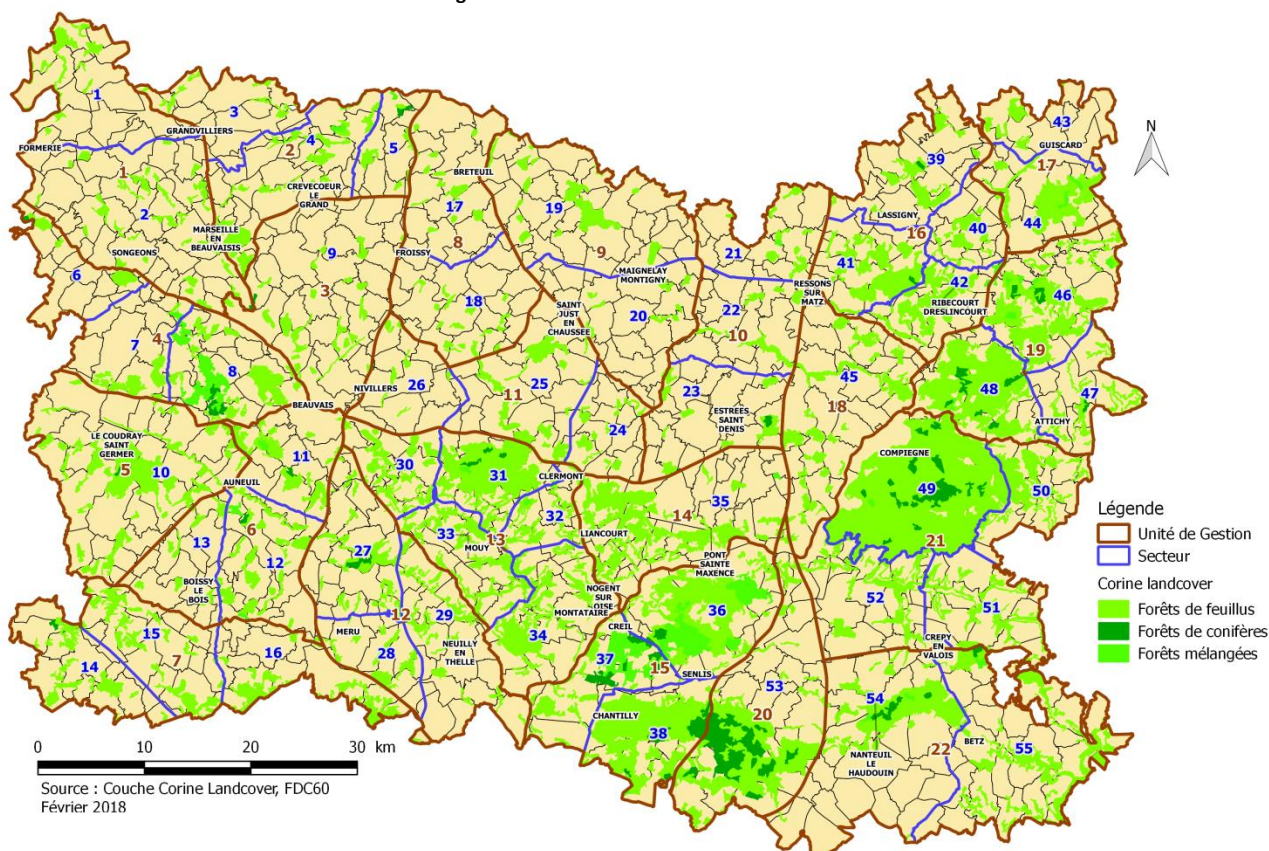 1
3
GRANDVILLIERS
4
2
5
FORMERIE
1
2
CREVECOEUR
LE
GRAND
BRETEUIL
17
19
MARSEILLE
EN
BEAUVAISIS
SONGEONS
6
9
3
FROISSY
8
9
18
MAIGNELAY
MONTIGNY
21
SAINT
JUST
EN
CHAUSSEE
20
22
10
RESSONS
SUR
MATZ
39
LASSIGNY
16
40
41
42
RIBECOURT
DRESLINCOURT
43
GUISCARD
17
44
46
19
N
7
4
8
NIVILLERS
26
25
11
BEAUVAIS
24
23
ESTREES
SAINT
DENIS
45
18
48
47
ATTICHY
LE COUDRAY
SAINT
GERMER
5
10
11
AUNEUIL
30
31
CLERMONT
32
33
MOUY
13
LIANCOURT
14
35
COMPIEGNE
49
50
21
6
13
12
BOISSY
LE
BOIS
27
12
29
MERU
28
NEUILLY
EN
THELLE
NOGENT
SUR
OISE
MONTATAIRE
34
PONT
SAINTE
MAXENCE
36
CREIL
37
15
SENLIS
52
51
CREPY
EN
VALOIS
15
14
7
16
CHANTILLY
38
53
20
54
NANTEUIL
LE
HAUDOUIN
22
BETZ
55
Légende
Unité de Gestion
Secteur
Corine landcover
Forêts de feuillus
Forêts de conifères
Forêts mélangées
0 10 20 30 km
Source : Couche Corine Landcover, FDC60
Février 2018